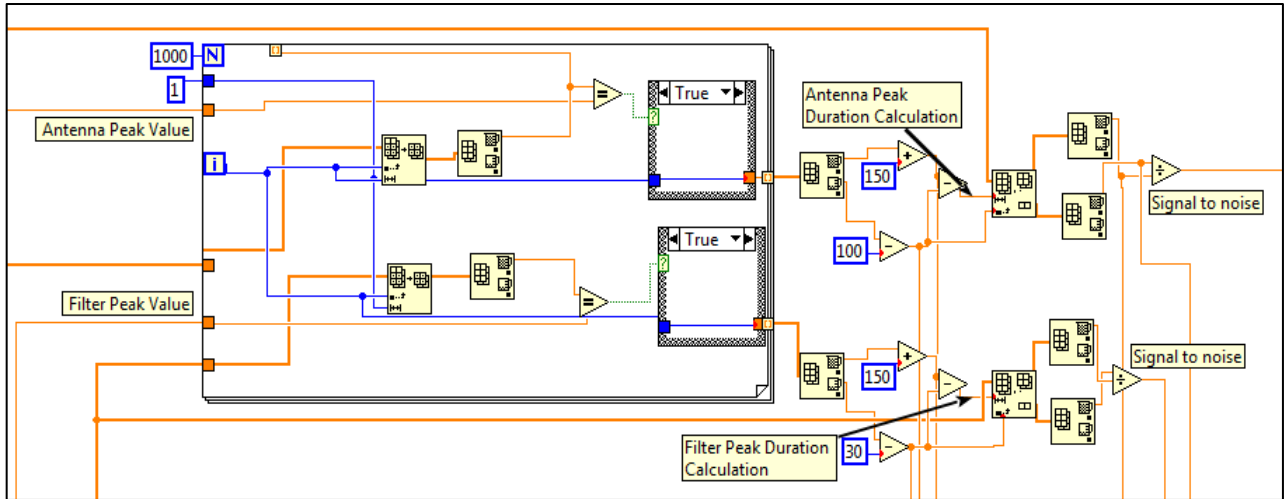 1000
N
1
Antenna Peak Value
i
=
True
?
Antenna Peak
Duration Calculation
+
150
-
100
-
÷
Signal to noise
Filter Peak Value
=
True
?
+
150
-
30
-
÷
Signal to noise
Filter Peak Duration
Calculation